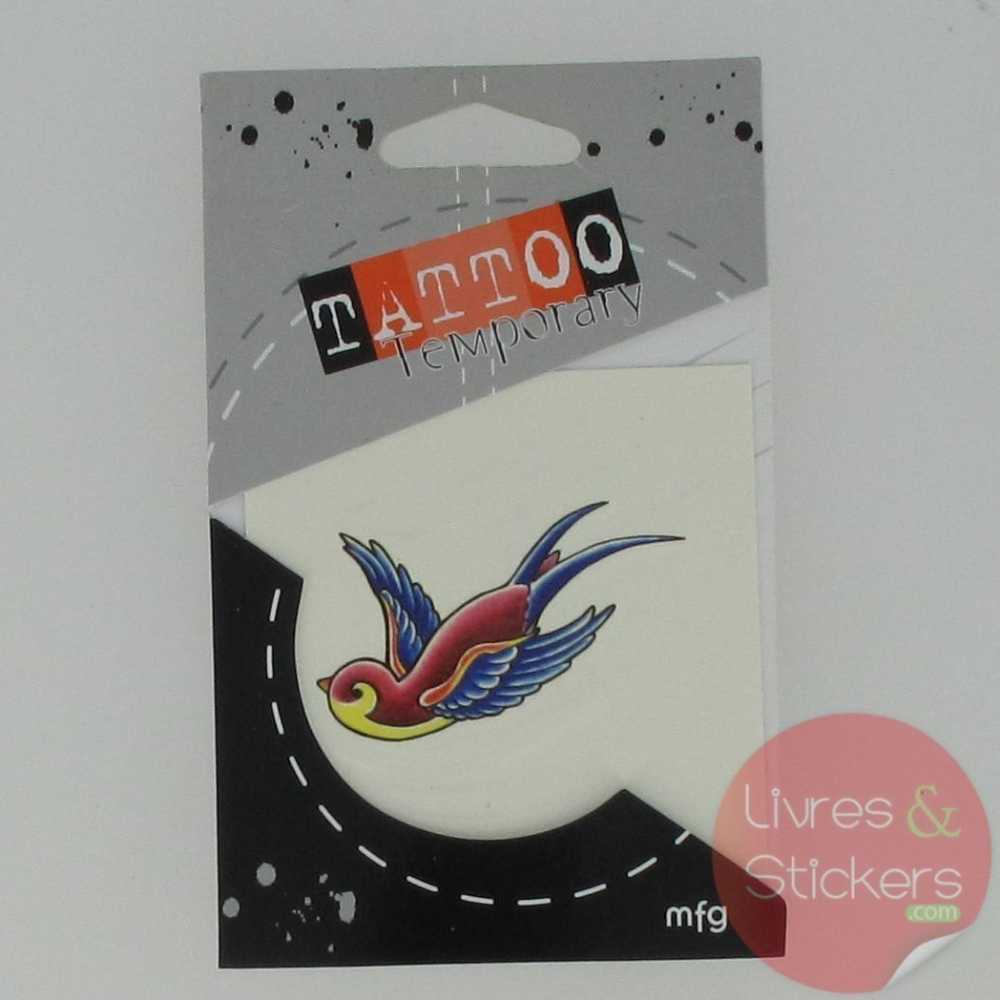 TATTOO
Temporary
Livres &
Stickers
.com
mfg